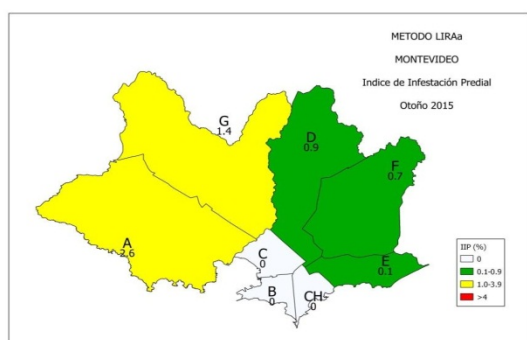 METODO LIRAa
MONTEVIDEO
Indice de Infestación Predial
Otoño 2015
G
1.4
D
0.9
F
0.7
A
2.6
C
0
E
0.1
B
0
CH
0
IIP (%)
0
0.1-0.9
1.0-3.9
>4